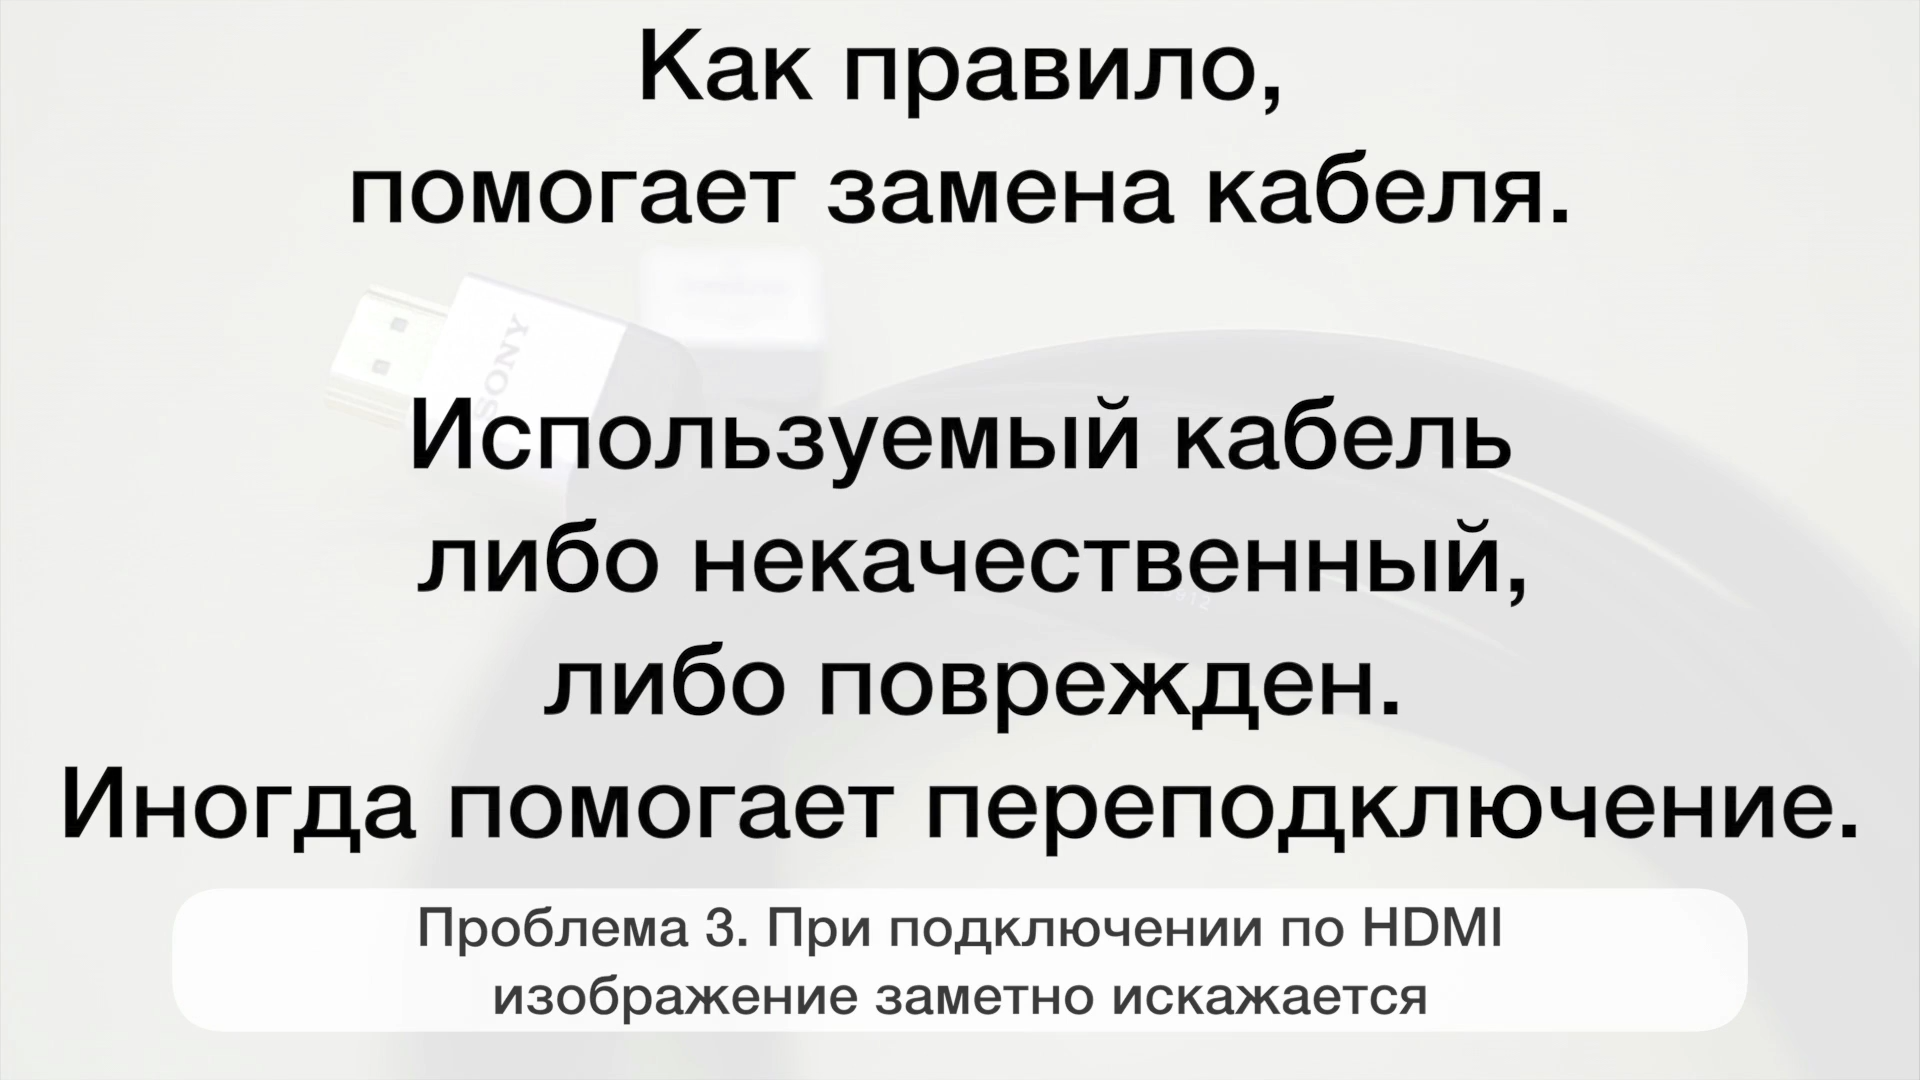 Как правило,
помогает замена кабеля.
SONY
Используемый кабель
либо некачественный,
либо поврежден.
Иногда помогает переподключение.
Проблема 3. При подключении по HDMI
изображение заметно искажается